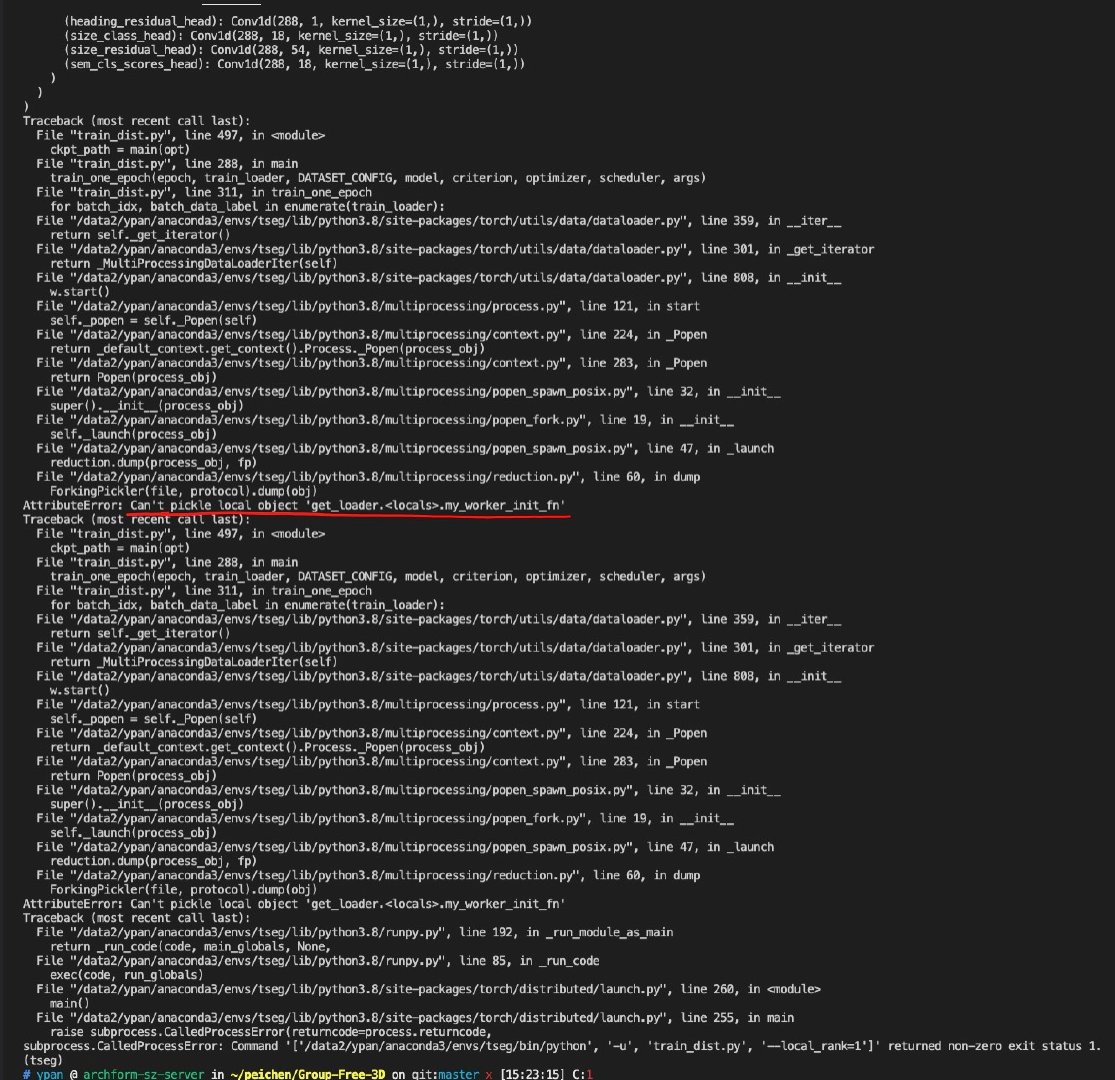 (heading_residual_head): Conv1d(288, 1, kernel_size=(1,), stride=(1,))
(size_class_head): Conv1d(288, 18, kernel_size=(1,), stride=(1,))
(size_residual_head): Conv1d(288, 54, kernel_size=(1,), stride=(1,))
(sem_cls_scores_head): Conv1d(288, 18, kernel_size=(1,), stride=(1,))
)
)
)
Traceback (most recent call last):
File "train_dist.py", line 497, in <module>
ckpt_path = main(opt)
File "train_dist.py", line 288, in main
train_one_epoch(epoch, train_loader, DATASET_CONFIG, model, criterion, optimizer, scheduler, args)
File "train_dist.py", line 311, in train_one_epoch
for batch_idx, batch_data_label in enumerate(train_loader):
File "/data2/ypan/anaconda3/envs/tseg/lib/python3.8/site-packages/torch/utils/data/dataloader.py", line 359, in __iter__
return self._get_iterator()
File "/data2/ypan/anaconda3/envs/tseg/lib/python3.8/site-packages/torch/utils/data/dataloader.py", line 301, in _get_iterator
return _MultiProcessingDataLoaderIter(self)
File "/data2/ypan/anaconda3/envs/tseg/lib/python3.8/site-packages/torch/utils/data/dataloader.py", line 808, in __init__
w.start()
File "/data2/ypan/anaconda3/envs/tseg/lib/python3.8/multiprocessing/process.py", line 121, in start
self._popen = self._Popen(self)
File "/data2/ypan/anaconda3/envs/tseg/lib/python3.8/multiprocessing/context.py", line 224, in _Popen
return _default_context.get_context().Process._Popen(process_obj)
File "/data2/ypan/anaconda3/envs/tseg/lib/python3.8/multiprocessing/context.py", line 283, in _Popen
return Popen(process_obj)
File "/data2/ypan/anaconda3/envs/tseg/lib/python3.8/multiprocessing/popen_spawn_posix.py", line 32, in __init__
super().__init__(process_obj)
File "/data2/ypan/anaconda3/envs/tseg/lib/python3.8/multiprocessing/popen_fork.py", line 19, in __init__
self._launch(process_obj)
File "/data2/ypan/anaconda3/envs/tseg/lib/python3.8/multiprocessing/popen_spawn_posix.py", line 47, in _launch
reduction.dump(process_obj, fp)
File "/data2/ypan/anaconda3/envs/tseg/lib/python3.8/multiprocessing/reduction.py", line 60, in dump
ForkingPickler(file, protocol).dump(obj)
AttributeError: Can't pickle local object 'get_loader.<locals>.my_worker_init_fn'
Traceback (most recent call last):
File "train_dist.py", line 497, in <module>
ckpt_path = main(opt)
File "train_dist.py", line 288, in main
train_one_epoch(epoch, train_loader, DATASET_CONFIG, model, criterion, optimizer, scheduler, args)
File "train_dist.py", line 311, in train_one_epoch
for batch_idx, batch_data_label in enumerate(train_loader):
File "/data2/ypan/anaconda3/envs/tseg/lib/python3.8/site-packages/torch/utils/data/dataloader.py", line 359, in __iter__
return self._get_iterator()
File "/data2/ypan/anaconda3/envs/tseg/lib/python3.8/site-packages/torch/utils/data/dataloader.py", line 301, in _get_iterator
return _MultiProcessingDataLoaderIter(self)
File "/data2/ypan/anaconda3/envs/tseg/lib/python3.8/site-packages/torch/utils/data/dataloader.py", line 808, in __init__
w.start()
File "/data2/ypan/anaconda3/envs/tseg/lib/python3.8/multiprocessing/process.py", line 121, in start
self._popen = self._Popen(self)
File "/data2/ypan/anaconda3/envs/tseg/lib/python3.8/multiprocessing/context.py", line 224, in _Popen
return _default_context.get_context().Process._Popen(process_obj)
File "/data2/ypan/anaconda3/envs/tseg/lib/python3.8/multiprocessing/context.py", line 283, in _Popen
return Popen(process_obj)
File "/data2/ypan/anaconda3/envs/tseg/lib/python3.8/multiprocessing/popen_spawn_posix.py", line 32, in __init__
super().__init__(process_obj)
File "/data2/ypan/anaconda3/envs/tseg/lib/python3.8/multiprocessing/popen_fork.py", line 19, in __init__
self._launch(process_obj)
File "/data2/ypan/anaconda3/envs/tseg/lib/python3.8/multiprocessing/popen_spawn_posix.py", line 47, in _launch
reduction.dump(process_obj, fp)
File "/data2/ypan/anaconda3/envs/tseg/lib/python3.8/multiprocessing/reduction.py", line 60, in dump
ForkingPickler(file, protocol).dump(obj)
AttributeError: Can't pickle local object 'get_loader.<locals>.my_worker_init_fn'
Traceback (most recent call last):
File "/data2/ypan/anaconda3/envs/tseg/lib/python3.8/runpy.py", line 192, in _run_module_as_main
return _run_code(code, main_globals, None,
File "/data2/ypan/anaconda3/envs/tseg/lib/python3.8/runpy.py", line 85, in _run_code
exec(code, run_globals)
File "/data2/ypan/anaconda3/envs/tseg/lib/python3.8/site-packages/torch/distributed/launch.py", line 260, in <module>
main()
File "/data2/ypan/anaconda3/envs/tseg/lib/python3.8/site-packages/torch/distributed/launch.py", line 255, in main
raise subprocess.CalledProcessError(returncode=process.returncode,
subprocess.CalledProcessError: Command '['/data2/ypan/anaconda3/envs/tseg/bin/python', '-u', 'train_dist.py', '--local_rank=1']' returned non-zero exit status 1.
(tseg)
# ypan @ archform-sz-server in ~/peichen/Group-Free-3D on git:master x [15:23:15] C:1